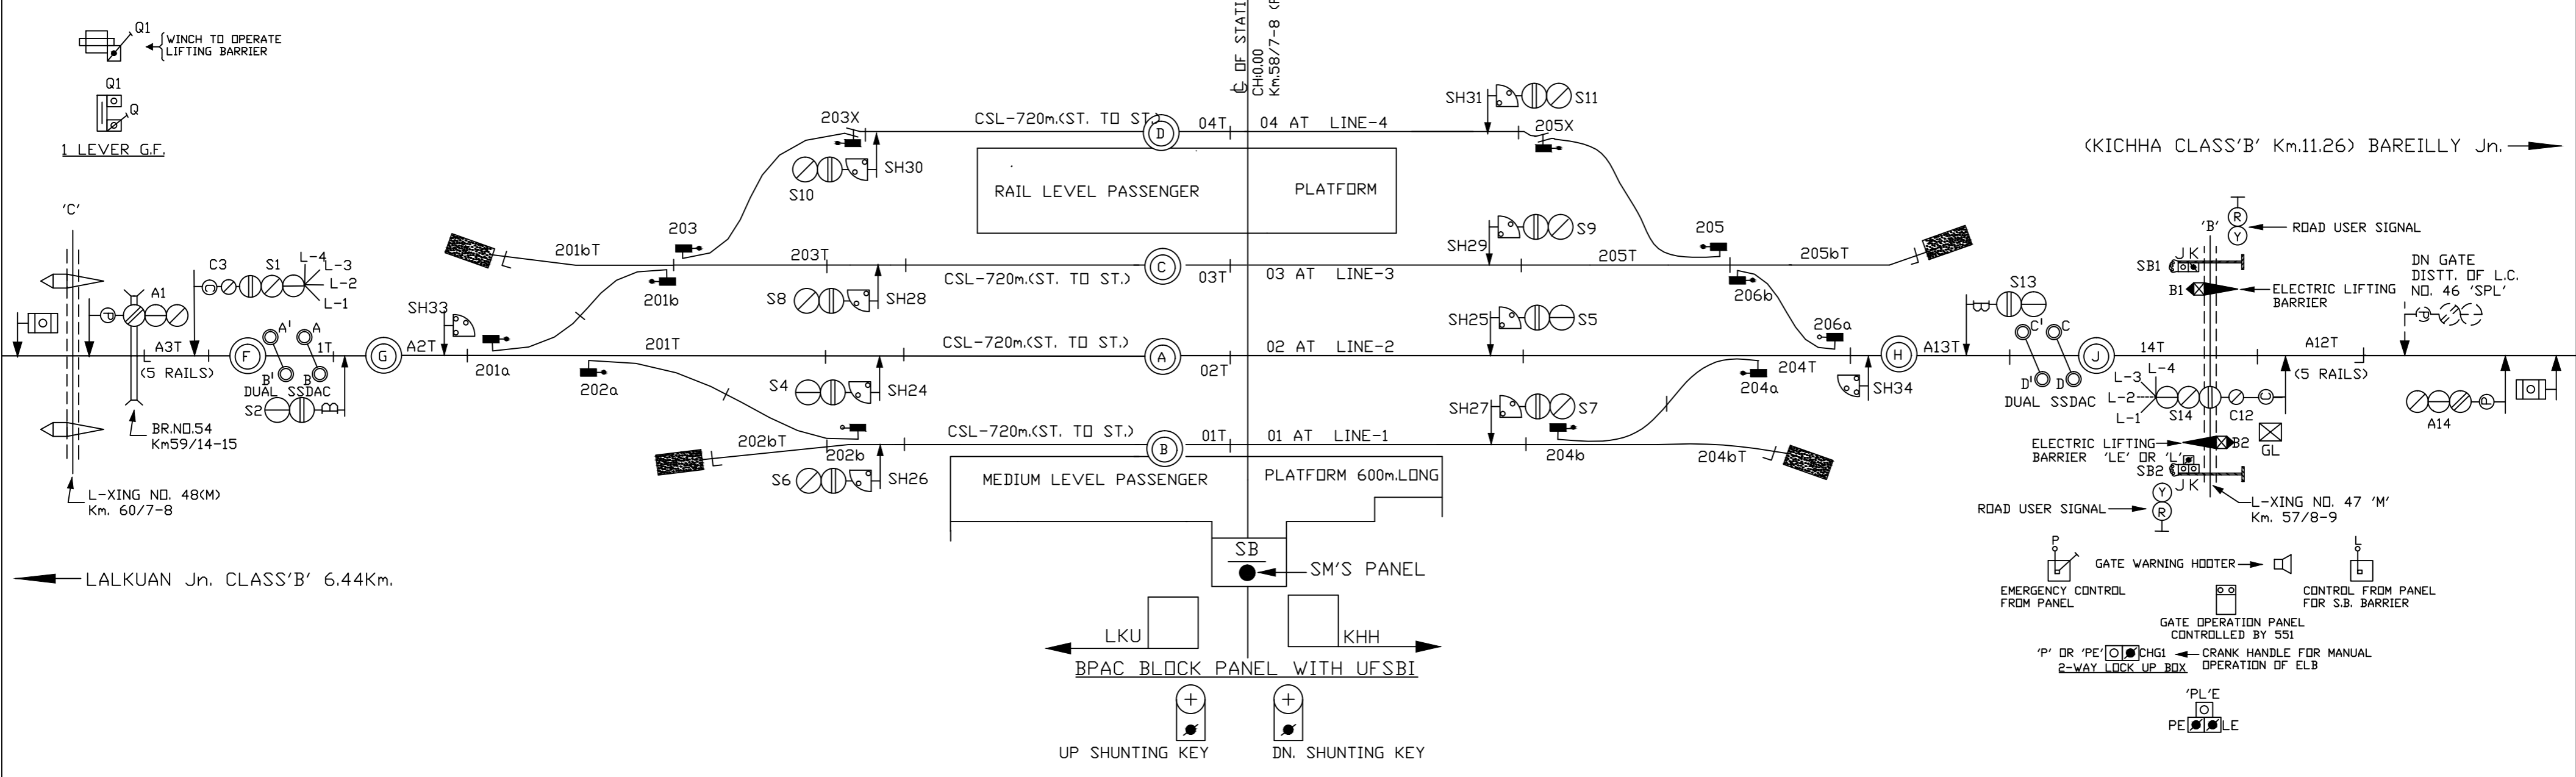 Q1
WINCH TO OPERATE
LIFTING BARRIER
Q1
Q
1 LEVER G.F.
'C'
A1
C3
S1
L-4
L-3
L-2
L-1
A3T
(5 RAILS)
F
A'
A
B'
B
1T
DUAL SSDAC
S2
G
A2T
BR.NO.54
Km59/14-15
L-XING NO. 48(M)
Km. 60/7-8
LALKUAN Jn. CLASS'B' 6.44Km.
SH33
201a
201b
201bT
203
203X
203T
201T
202a
202bT
202b
S10
SH30
S8
SH28
S4
SH24
S6
SH26
C OF STATI
CH:0.00
Km.58/7-8
CSL-720m.(ST. TO ST.)
D
04T
04 AT LINE-4
RAIL LEVEL PASSENGER PLATFORM
CSL-720m.(ST. TO ST.)
C
03T
03 AT LINE-3
CSL-720m.(ST. TO ST.)
A
02T
02 AT LINE-2
CSL-720m.(ST. TO ST.)
B
01T
01 AT LINE-1
MEDIUM LEVEL PASSENGER PLATFORM 600m.LONG
SB
SM'S PANEL
LKU
KHH
BPAC BLOCK PANEL WITH UFSBI
UP SHUNTING KEY
DN. SHUNTING KEY
SH31
S11
205X
SH29
S9
205T
205
205bT
206b
206a
SH25
S5
SH27
S7
204b
204a
204T
204bT
SH34
H
A13T
S13
C'
C
D'
D
DUAL SSDAC
J
14T
(KICHHA CLASS'B' Km.11.26) BAREILLY Jn.
R
Y
ROAD USER SIGNAL
'B'
JK
SB1
B1
ELECTRIC LIFTING
BARRIER
DN GATE
DISTT. OF L.C.
NO. 46 'SPL'
P
A12T
(5 RAILS)
L-4
L-3
L-2
L-1
S14
C12
A14
P
ELECTRIC LIFTING
BARRIER 'LE' OR 'L'
B2
GL
SB2
JK
Y
R
ROAD USER SIGNAL
L-XING NO. 47 'M'
Km. 57/8-9
P
EMERGENCY CONTROL
FROM PANEL
GATE WARNING HOOTER
L
CONTROL FROM PANEL
FOR S.B. BARRIER
GATE OPERATION PANEL
CONTROLLED BY 551
'P' OR 'PE'
CHG1
CRANK HANDLE FOR MANUAL
OPERATION OF ELB
2-WAY LOCK UP BOX
'PL'E
PE
LE